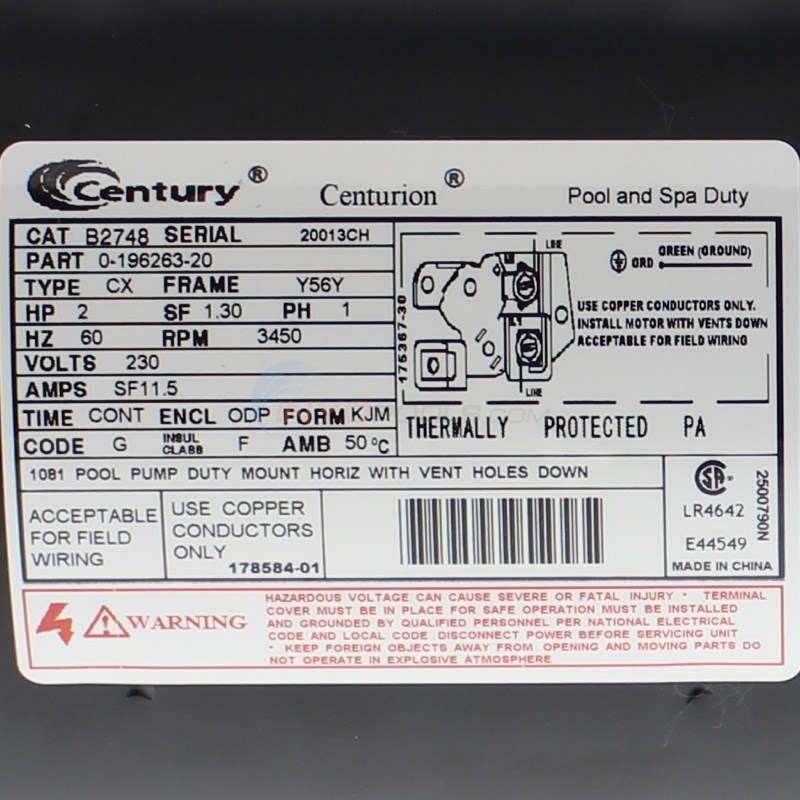 Century® Centurion® Pool and Spa Duty
CAT B2748 SERIAL 20013CH
PART 0-196263-20
TYPE CX FRAME Y56Y
HP 2 SF 1.30 PH 1
HZ 60 RPM 3450
VOLTS 230
AMPS SF11.5
TIME CONT ENCL ODP FORM KJM
CODE G INSUL CLASS F AMB 50°C
176367-30
LINE
L1
LINE
GREEN (GROUND)
GRD
USE COPPER CONDUCTORS ONLY.
INSTALL MOTOR WITH VENTS DOWN
ACCEPTABLE FOR FIELD WIRING
THERMALLY PROTECTED PA
1081 POOL PUMP DUTY MOUNT HORIZ WITH VENT HOLES DOWN
ACCEPTABLE
FOR FIELD
WIRING
USE COPPER
CONDUCTORS
ONLY
178584-01
LR4642
E44549
MADE IN CHINA
2500790N
WARNING
HAZARDOUS VOLTAGE CAN CAUSE SEVERE OR FATAL INJURY * TERMINAL
COVER MUST BE IN PLACE FOR SAFE OPERATION MUST BE INSTALLED
AND GROUNDED BY QUALIFIED PERSONNEL PER NATIONAL ELECTRICAL
CODE AND LOCAL CODE DISCONNECT POWER BEFORE SERVICING UNIT
* KEEP FOREIGN OBJECTS AWAY FROM OPENING AND MOVING PARTS DO
NOT OPERATE IN EXPLOSIVE ATMOSPHERE